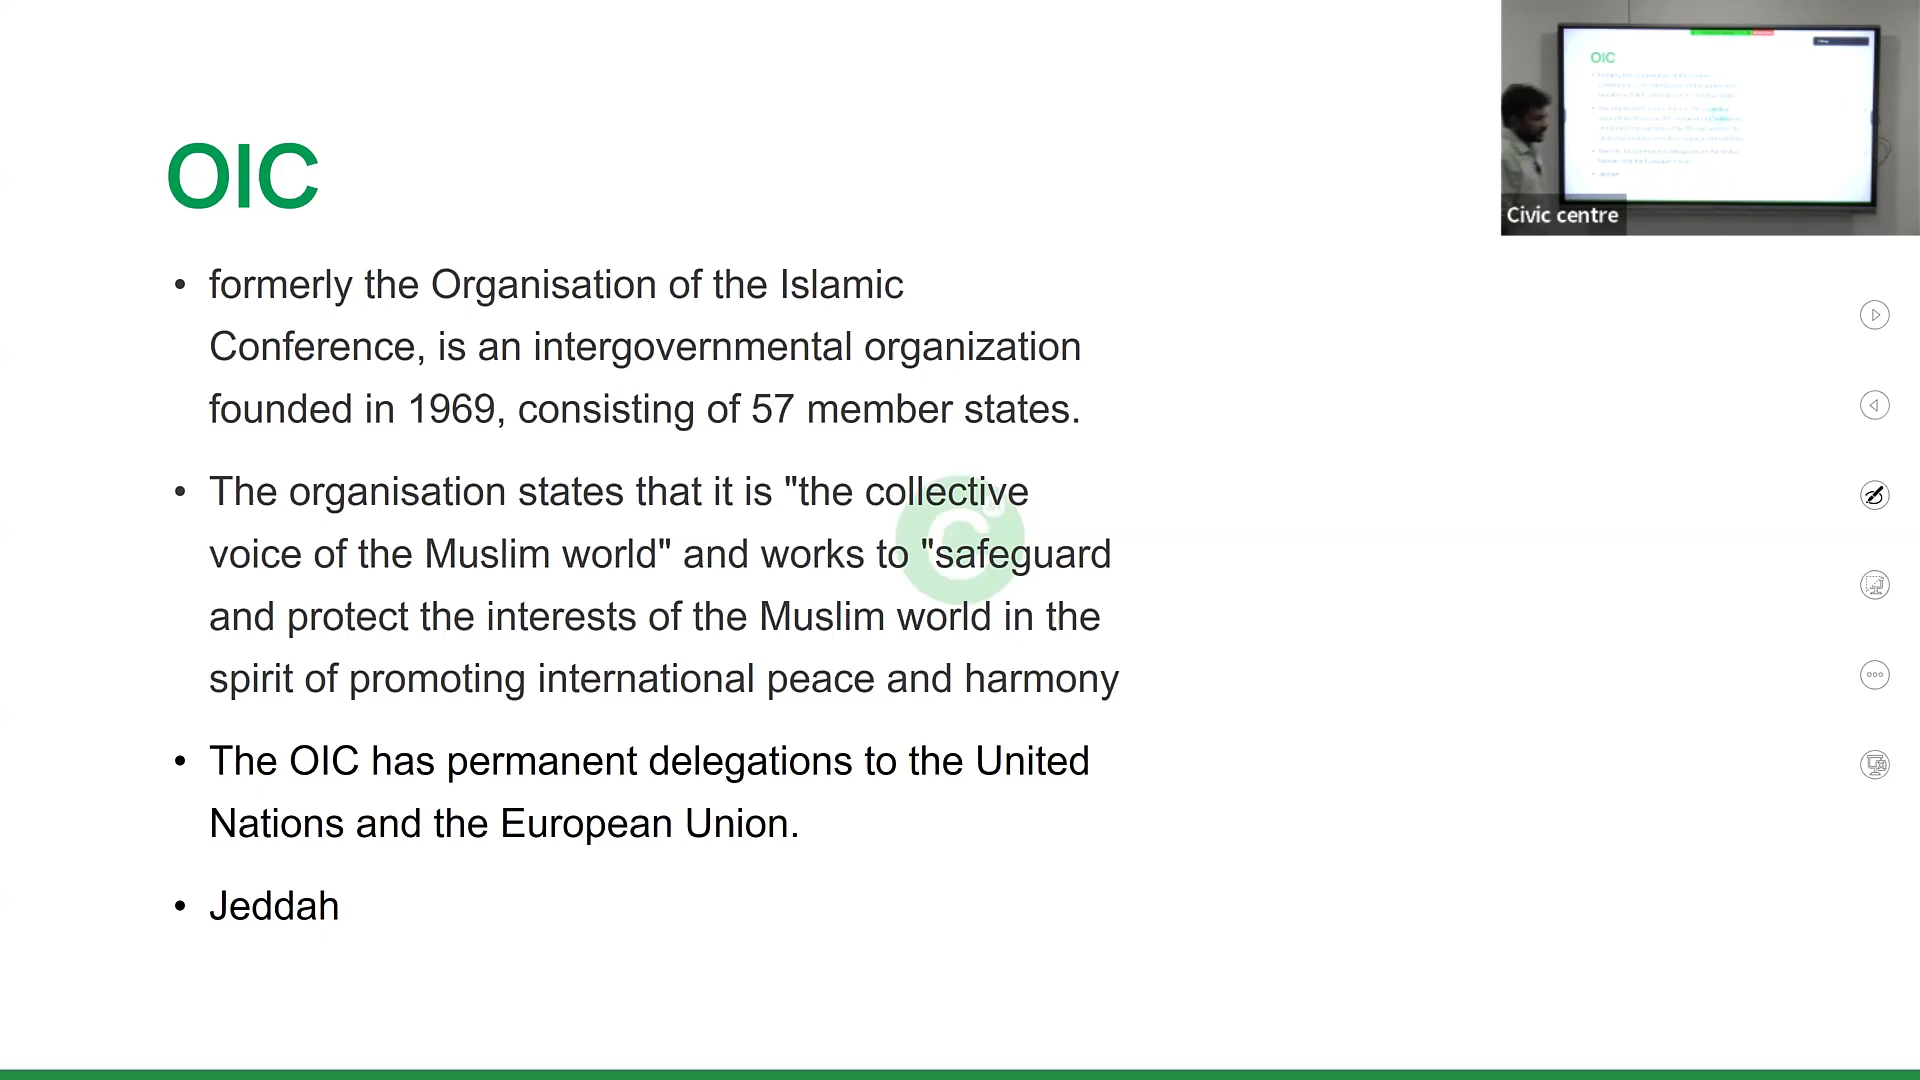 OIC
• formerly the Organisation of the Islamic
Conference, is an intergovernmental organization
founded in 1969, consisting of 57 member states.
• The organisation states that it is "the collective
voice of the Muslim world" and works to "safeguard
and protect the interests of the Muslim world in the
spirit of promoting international peace and harmony
• The OIC has permanent delegations to the United
Nations and the European Union.
• Jeddah
OIC
Civic centre